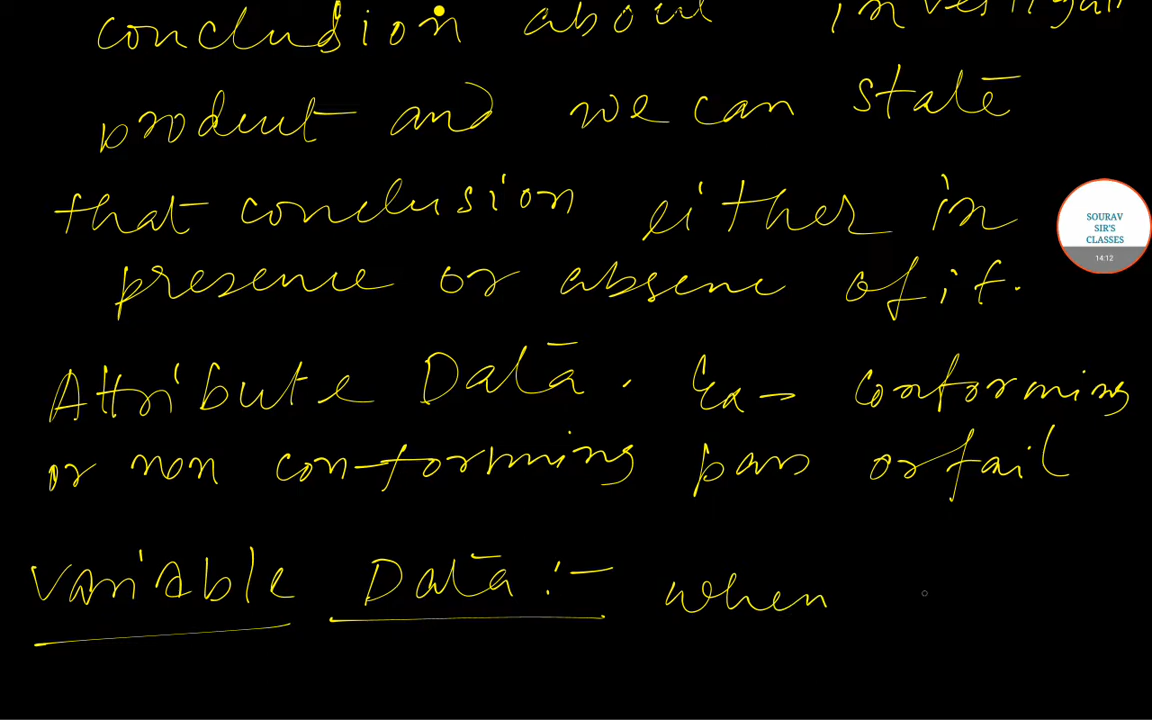 conclusion about investigati
product and we can state
that conclusion either in
presence or absence of it.
Attribute Data. Ex → conforming
or non conforming pass or fail
Variable Data :- when
SOURAV
SIR'S
CLASSES
14:12